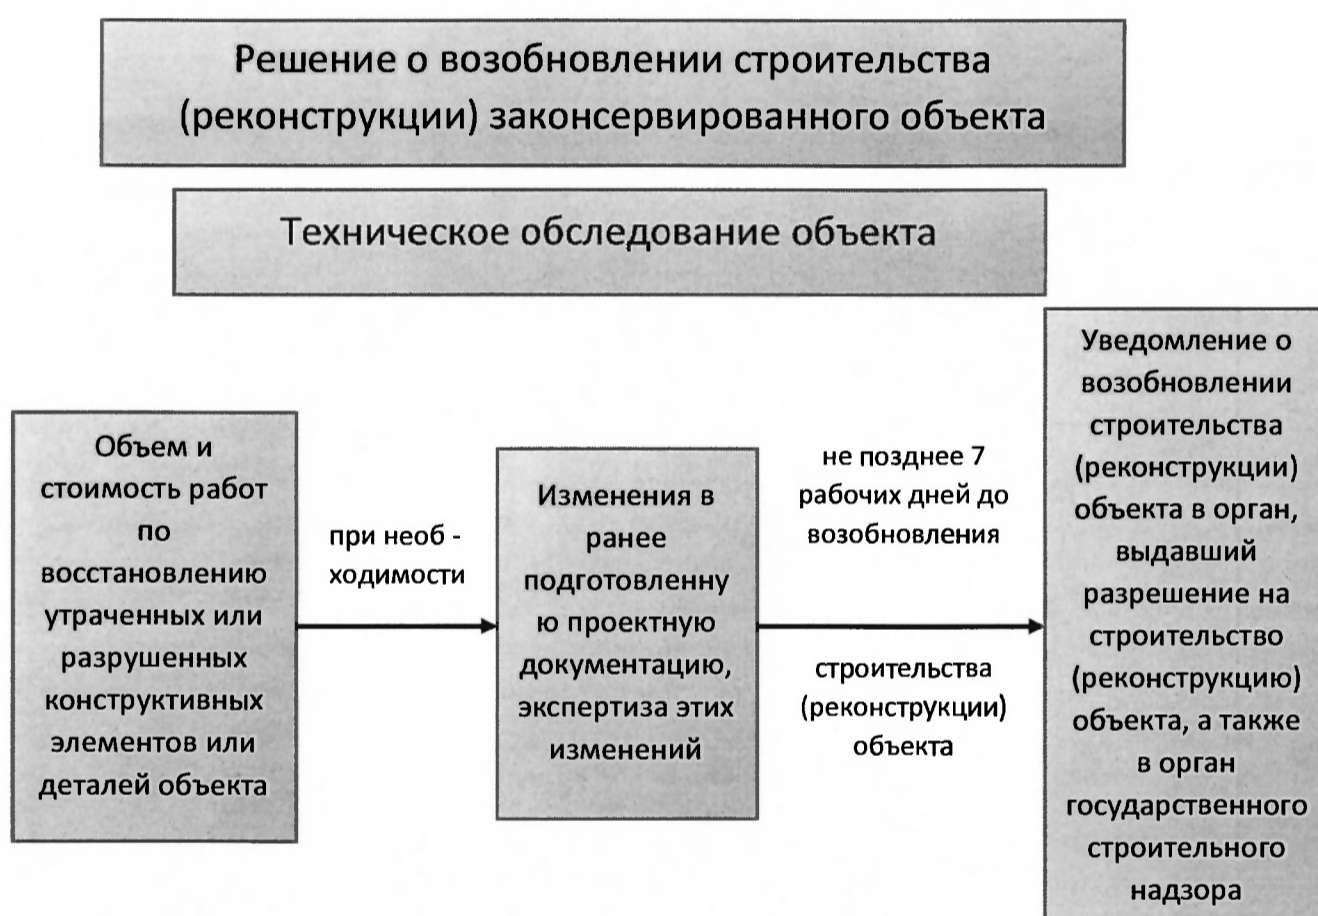 Решение о возобновлении строительства
(реконструкции) законсервированного объекта
Техническое обследование объекта
Объем и
стоимость работ
по
восстановлению
утраченных или
разрушенных
конструктивных
элементов или
деталей объекта
при необ -
ходимости
Изменения в
ранее
подготовленну
ю проектную
документацию,
экспертиза этих
изменений
не позднее 7
рабочих дней до
возобновления
строительства
(реконструкции)
объекта
Уведомление о
возобновлении
строительства
(реконструкции)
объекта в орган,
выдавший
разрешение на
строительство
(реконструкцию)
объекта, а также
в орган
государственного
строительного
надзора